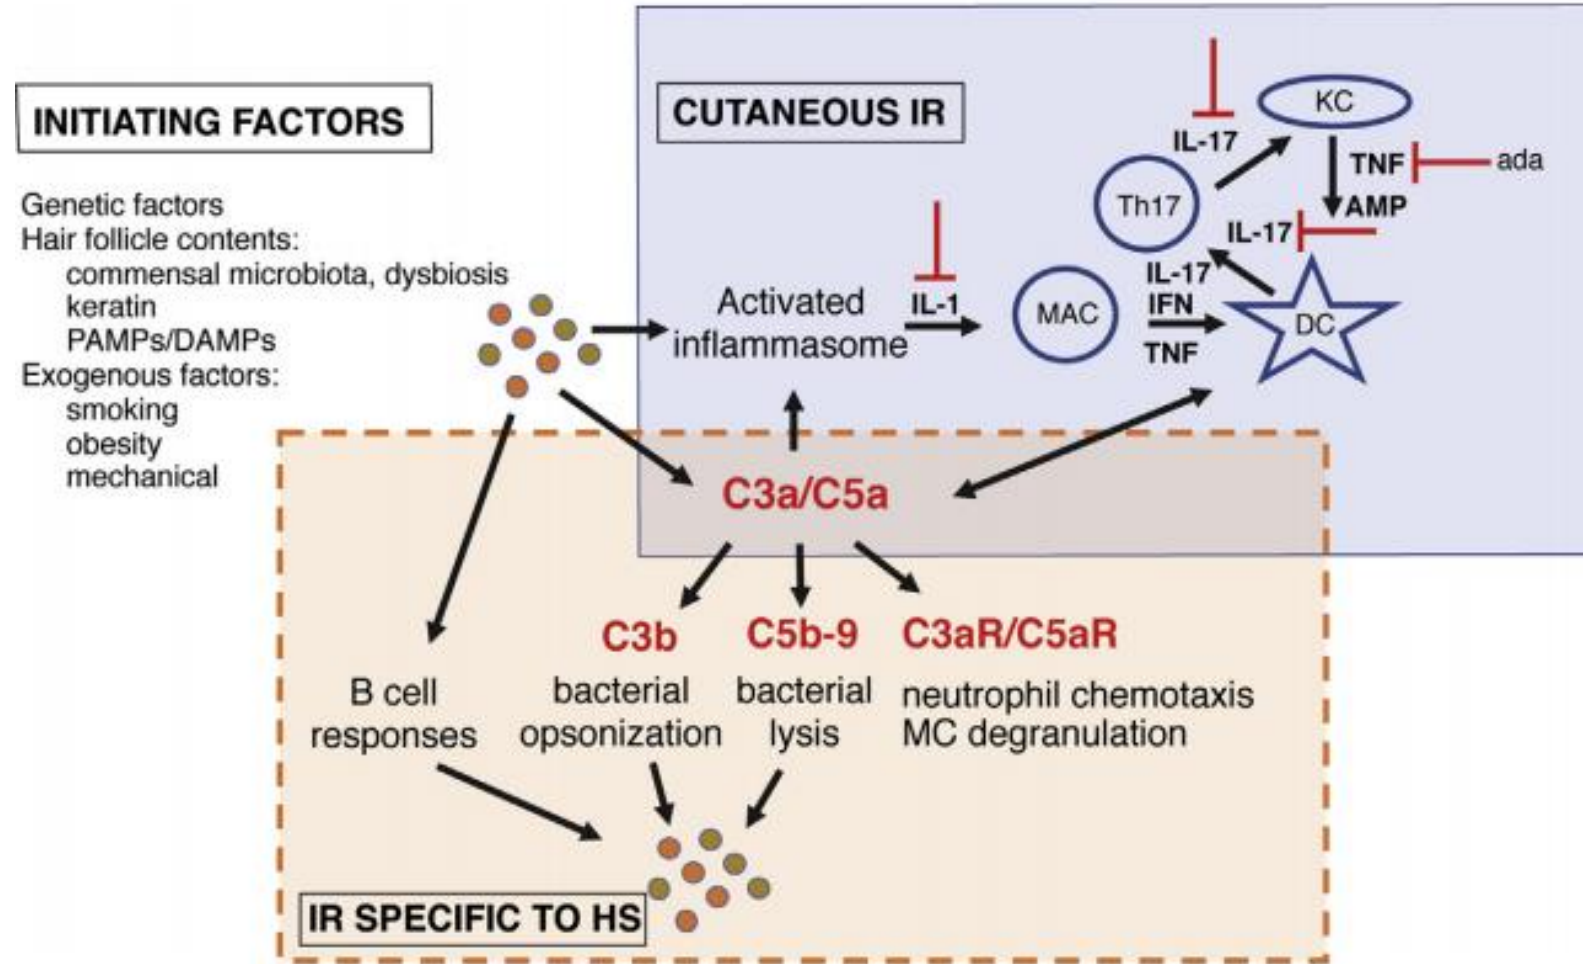 INITIATING FACTORS
Genetic factors
Hair follicle contents:
commensal microbiota, dysbiosis
keratin
PAMPs/DAMPs
Exogenous factors:
smoking
obesity
mechanical
CUTANEOUS IR
Activated
inflammasome
IL-1
MAC
IL-17
IFN
TNF
DC
Th17
IL-17
KC
TNF
ada
AMP
IL-17
C3a/C5a
C3b
bacterial
opsonization
C5b-9
bacterial
lysis
C3aR/C5aR
neutrophil chemotaxis
MC degranulation
B cell
responses
IR SPECIFIC TO HS